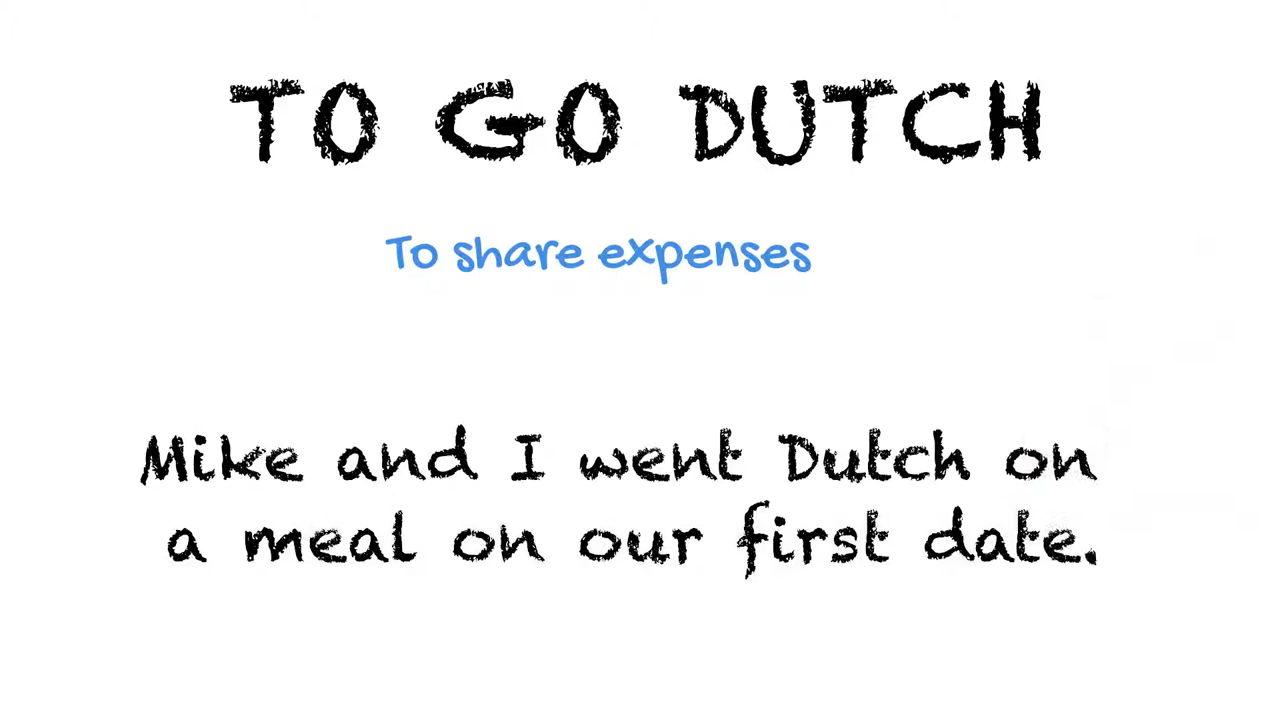 TO GO DUTCH
To share expenses
Mike and I went Dutch on
a meal on our first date.